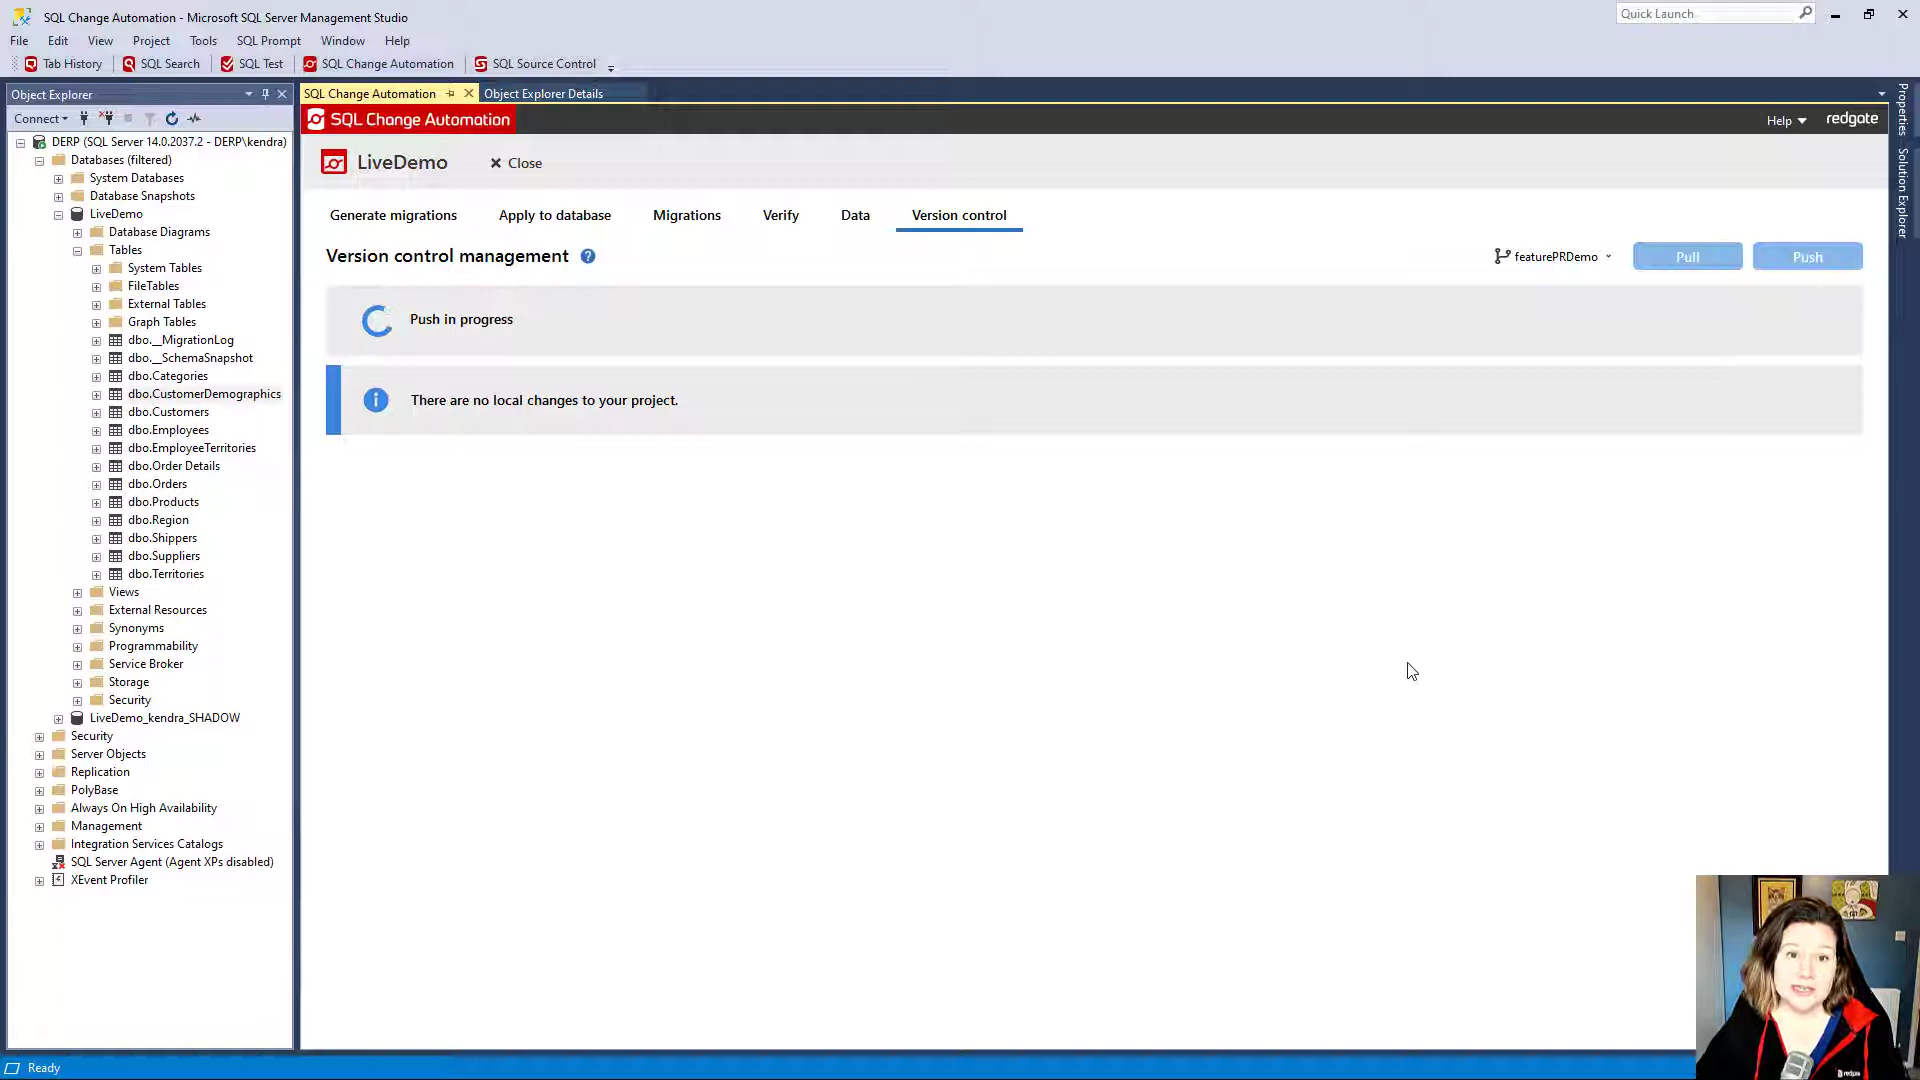 SQL Change Automation - Microsoft SQL Server Management Studio
Quick Launch
File Edit View Project Tools SQL Prompt Window Help
Tab History SQL Search SQL Test SQL Change Automation SQL Source Control
Object Explorer
SQL Change Automation Object Explorer Details
Connect
SQL Change Automation
Help redgate
DERP (SQL Server 14.0.2037.2 - DERP\kendra)
Databases (filtered)
System Databases
Database Snapshots
LiveDemo
Database Diagrams
Tables
System Tables
FileTables
External Tables
Graph Tables
dbo.__MigrationLog
dbo.__SchemaSnapshot
dbo.Categories
dbo.CustomerDemographics
dbo.Customers
dbo.Employees
dbo.EmployeeTerritories
dbo.Order Details
dbo.Orders
dbo.Products
dbo.Region
dbo.Shippers
dbo.Suppliers
dbo.Territories
Views
External Resources
Synonyms
Programmability
Service Broker
Storage
Security
LiveDemo_kendra_SHADOW
Security
Server Objects
Replication
PolyBase
Always On High Availability
Management
Integration Services Catalogs
SQL Server Agent (Agent XPs disabled)
XEvent Profiler
LiveDemo Close
Generate migrations Apply to database Migrations Verify Data Version control
Version control management
featurePRDemo Pull Push
Push in progress
There are no local changes to your project.
Properties
Solution Explorer
Ready
redgate